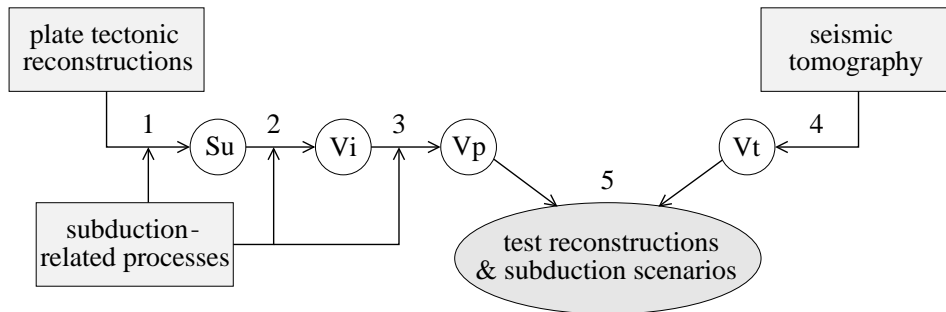 plate tectonic
reconstructions
seismic
tomography
1
2
3
4
Su
Vi
Vp
Vt
5
subduction-
related processes
test reconstructions
& subduction scenarios